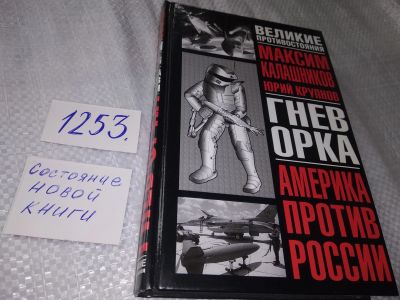 1253.
Состояние
новой
книги
ВЕЛИКИЕ
ПРОТИВОСТОЯНИЯ
МАКСИМ
КАЛАШНИКОВ
ЮРИЙ КРУПНОВ
ГНЕВ
ОРКА
АМЕРИКА
ПРОТИВ
РОССИИ